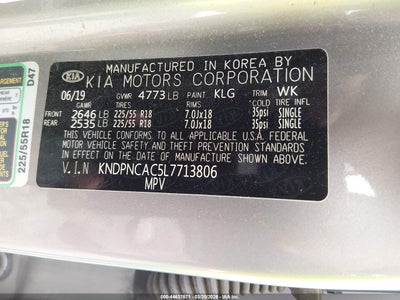 MANUFACTURED IN KOREA BY
KIA KIA MOTORS CORPORATION
06/19 GVWR 4773 LB PAINT KLG TRIM WK
GAWR TIRES RIMS COLD TIRE INFL
FRONT 2646 LB 225/55 R18 7.0Jx18 35psi SINGLE
REAR 2535 LB 225/55 R18 7.0Jx18 35psi SINGLE
THIS VEHICLE CONFORMS TO ALL APPLICABLE U.S.A. FEDERAL
MOTOR VEHICLE SAFETY AND THEFT PREVENTION STANDARDS
IN EFFECT ON THE DATE OF MANUFACTURE SHOWN ABOVE.
V.I.N KNDPNCAC5L7713806
MPV
D47
225/55R18